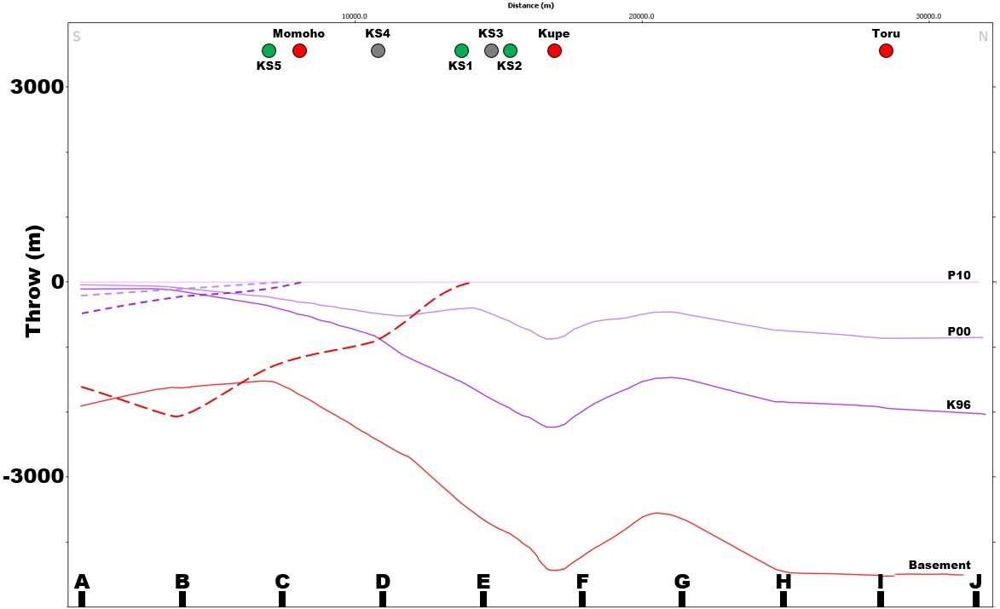 Distance (m)
10000.0 20000.0 30000.0
S N
Momoho KS4 KS3 Kupe Toru
KS5 KS1 KS2
3000
0
-3000
Throw (m)
P10
P00
K96
Basement
A B C D E F G H I J